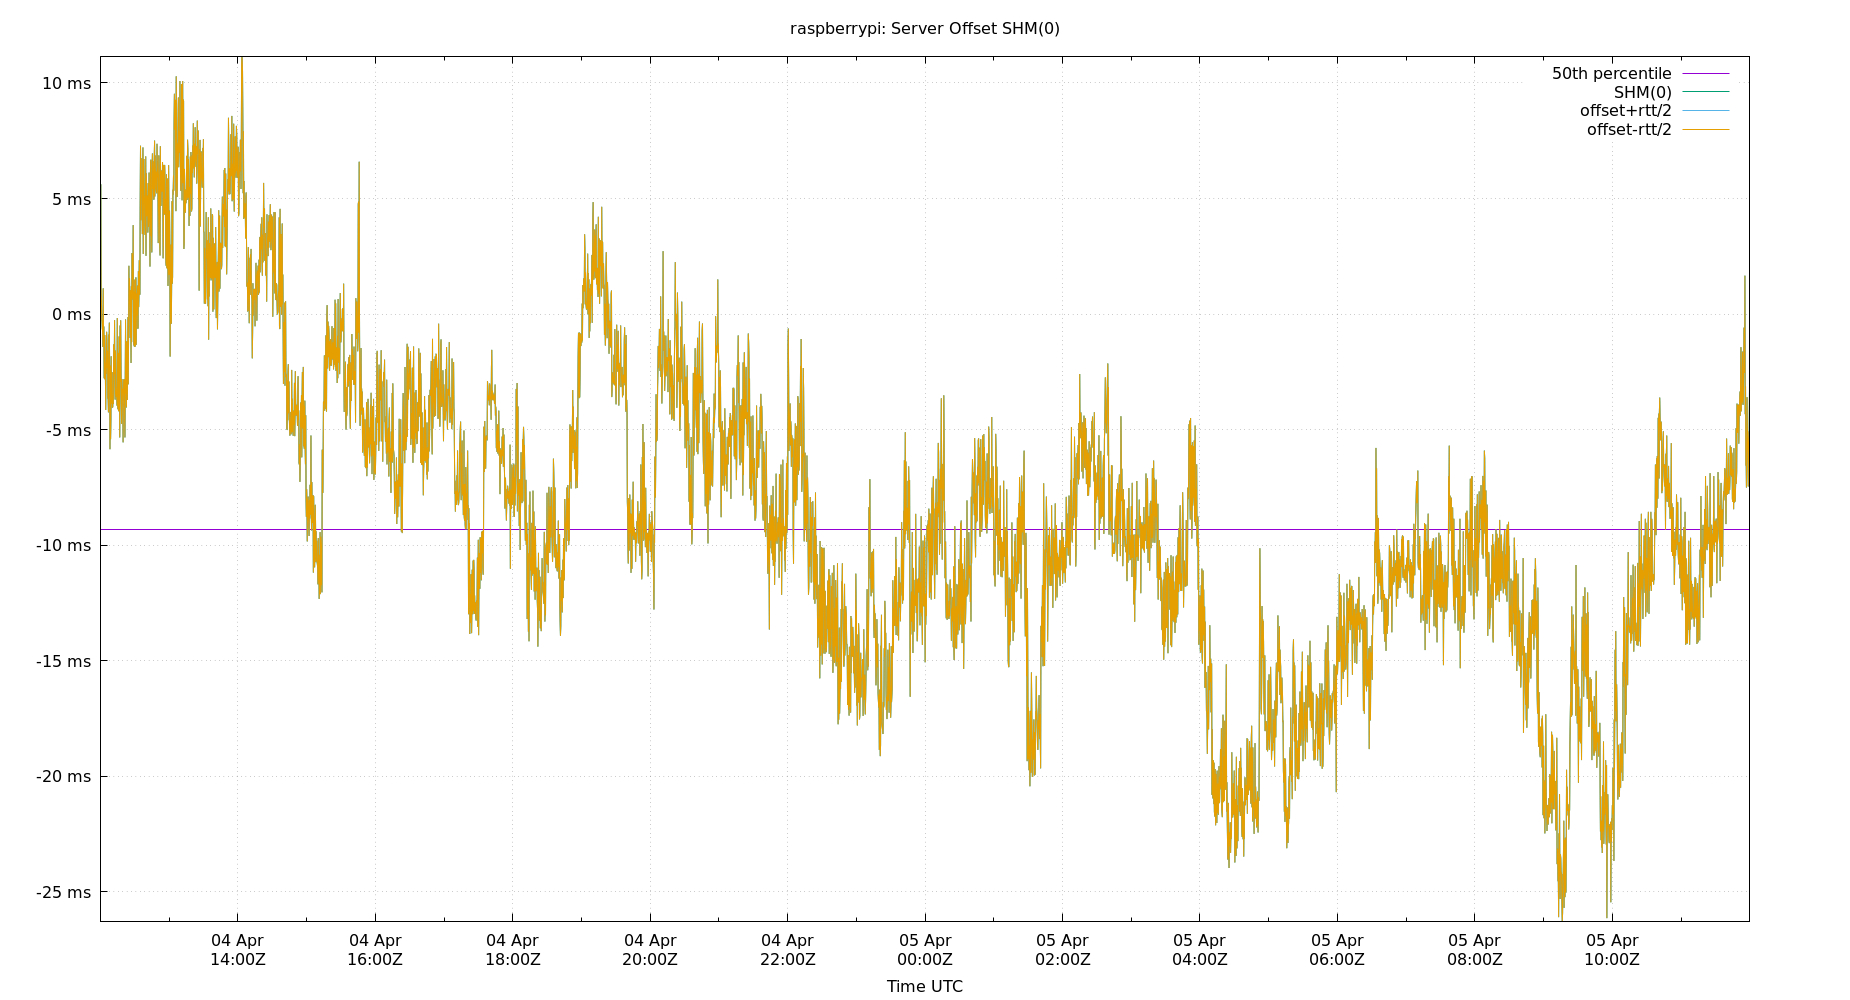 raspberrypi: Server Offset SHM(0)
50th percentile
SHM(0)
offset+rtt/2
offset-rtt/2
10 ms
5 ms
0 ms
-5 ms
-10 ms
-15 ms
-20 ms
-25 ms
04 Apr 04 Apr 04 Apr 04 Apr 04 Apr 05 Apr 05 Apr 05 Apr 05 Apr 05 Apr 05 Apr
14:00Z 16:00Z 18:00Z 20:00Z 22:00Z 00:00Z 02:00Z 04:00Z 06:00Z 08:00Z 10:00Z
Time UTC